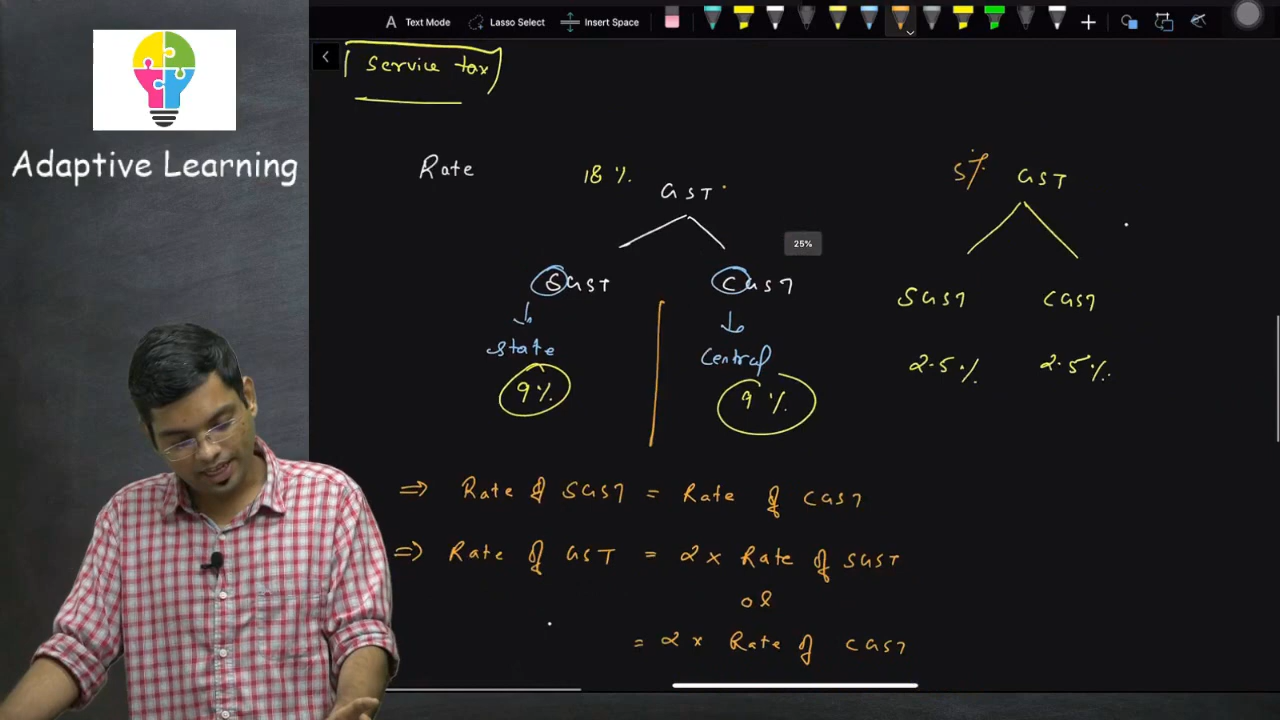 A Text Mode Lasso Select Insert Space
Service tax
Adaptive Learning
Rate 18 % GST 5% GST
25%
SGST CGST SGST CGST
State Central
9% 9 % 2.5% 2.5%
⇒ Rate of SGST = Rate of CGST
⇒ Rate of GST = 2 x Rate of SGST
or
= 2 x Rate of CGST